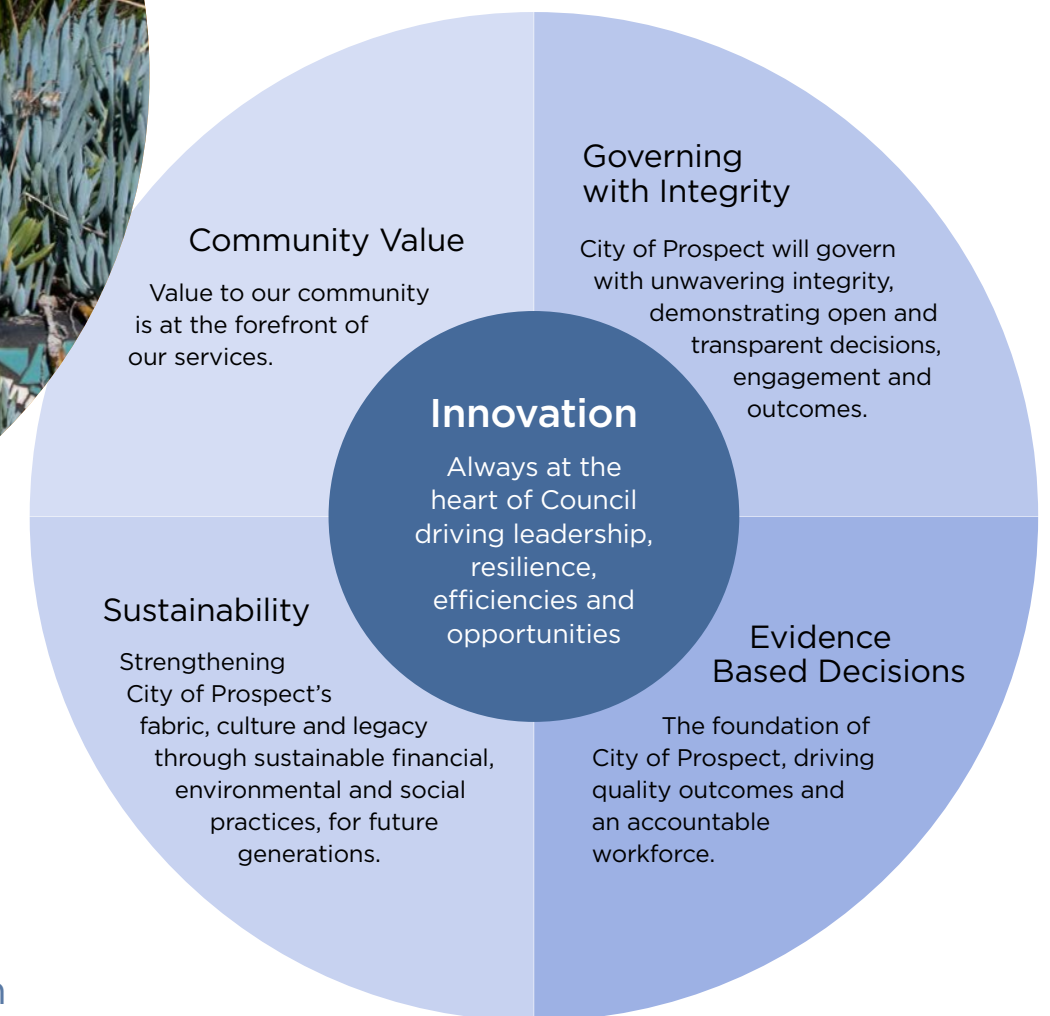 Community Value
Value to our community
is at the forefront of
our services.
Governing
with Integrity
City of Prospect will govern
with unwavering integrity,
demonstrating open and
transparent decisions,
engagement and
outcomes.
Innovation
Always at the
heart of Council
driving leadership,
resilience,
efficiencies and
opportunities
Sustainability
Strengthening
City of Prospect's
fabric, culture and legacy
through sustainable financial,
environmental and social
practices, for future
generations.
Evidence
Based Decisions
The foundation of
City of Prospect, driving
quality outcomes and
an accountable
workforce.